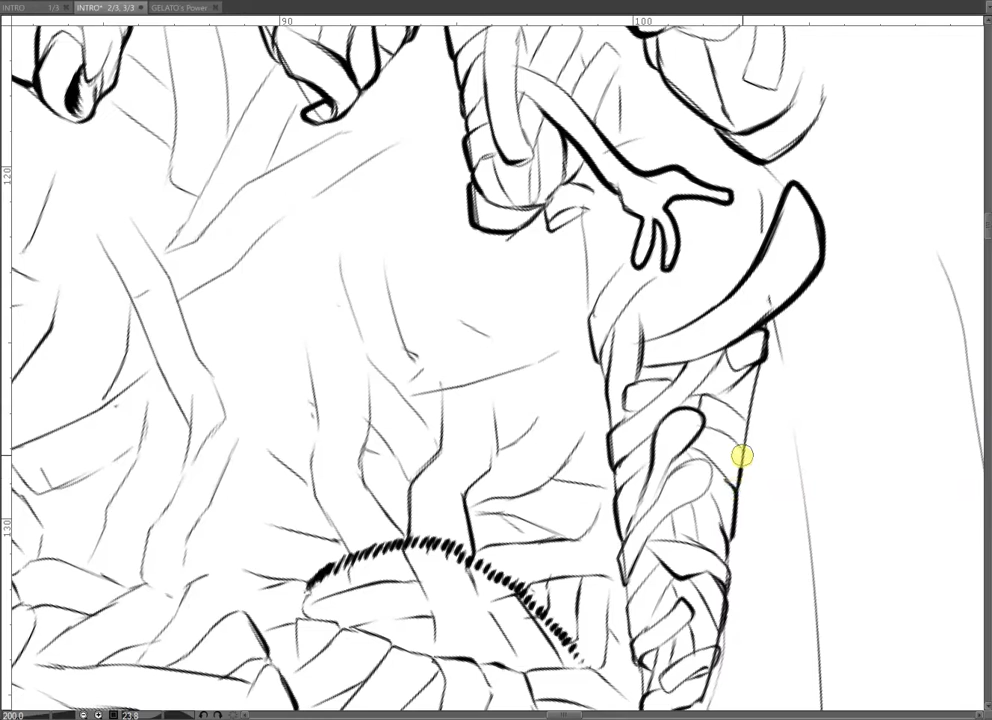 INTRO 1/3 INTRO* 2/3, 3/3 GELATO's Power
90 100
120
130
200.0 23.8